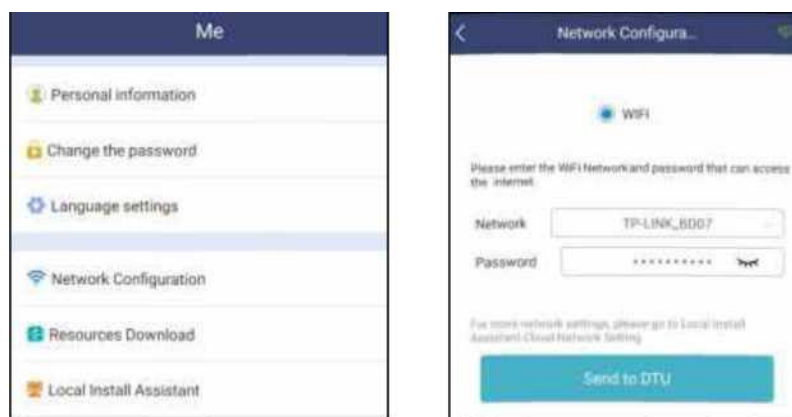 Me
Personal information
Change the password
Language settings
Network Configuration
Resources Download
Local Install Assistant
Network Configura...
WIFI
Please enter the WiFi Network and password that can access
the internet.
Network TP-LINK_6D07
Password ••••••••••
For more network settings, please go to Local Install
Assistant-Cloud Network Setting
Send to DTU